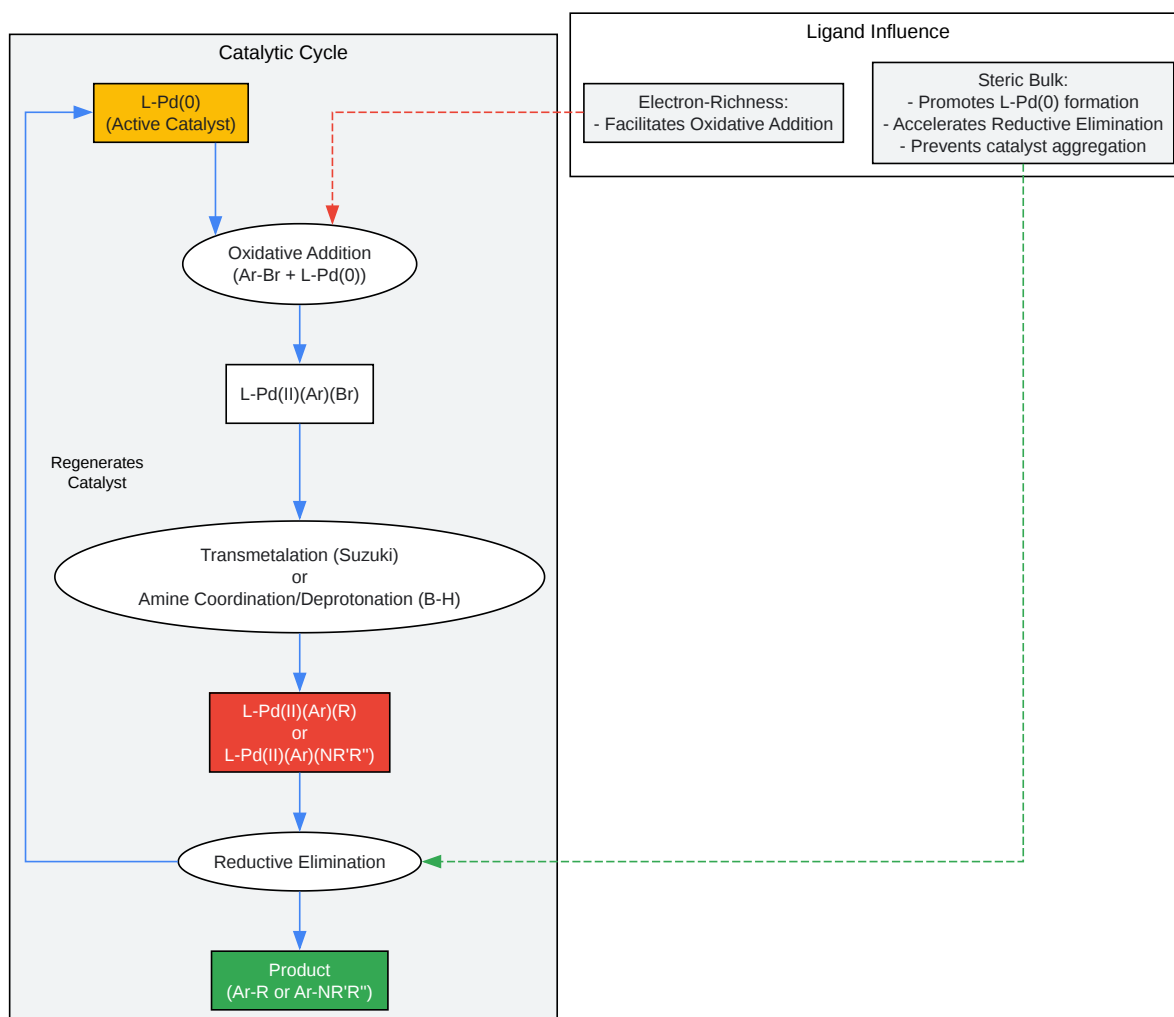 Catalytic Cycle
L-Pd(0)
(Active Catalyst)
Oxidative Addition
(Ar-Br + L-Pd(0))
L-Pd(II)(Ar)(Br)
Regenerates
Catalyst
Transmetalation (Suzuki)
or
Amine Coordination/Deprotonation (B-H)
L-Pd(II)(Ar)(R)
or
L-Pd(II)(Ar)(NR'R'')
Reductive Elimination
Product
(Ar-R or Ar-NR'R'')
Ligand Influence
Electron-Richness:
- Facilitates Oxidative Addition
Steric Bulk:
- Promotes L-Pd(0) formation
- Accelerates Reductive Elimination
- Prevents catalyst aggregation